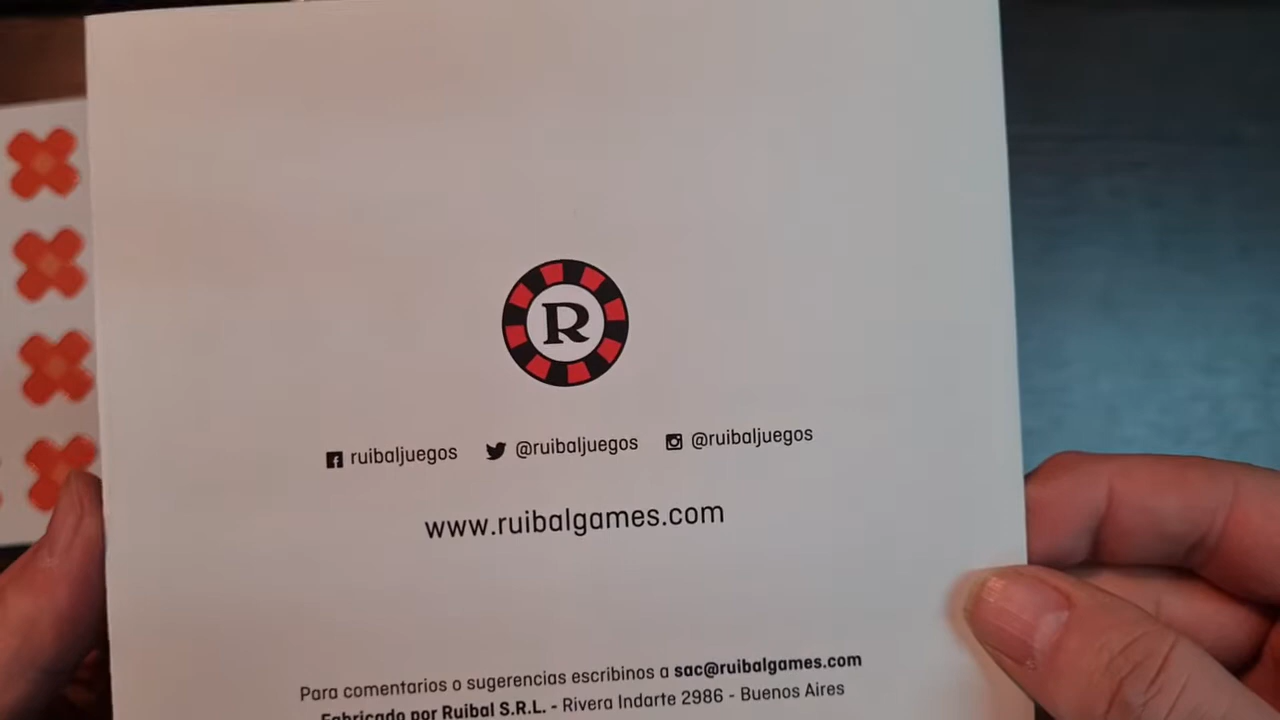 R
ruibaljuegos @ruibaljuegos @ruibaljuegos
www.ruibalgames.com
Para comentarios o sugerencias escribinos a sac@ruibalgames.com
Fabricado por Ruibal S.R.L. - Rivera Indarte 2986 - Buenos Aires